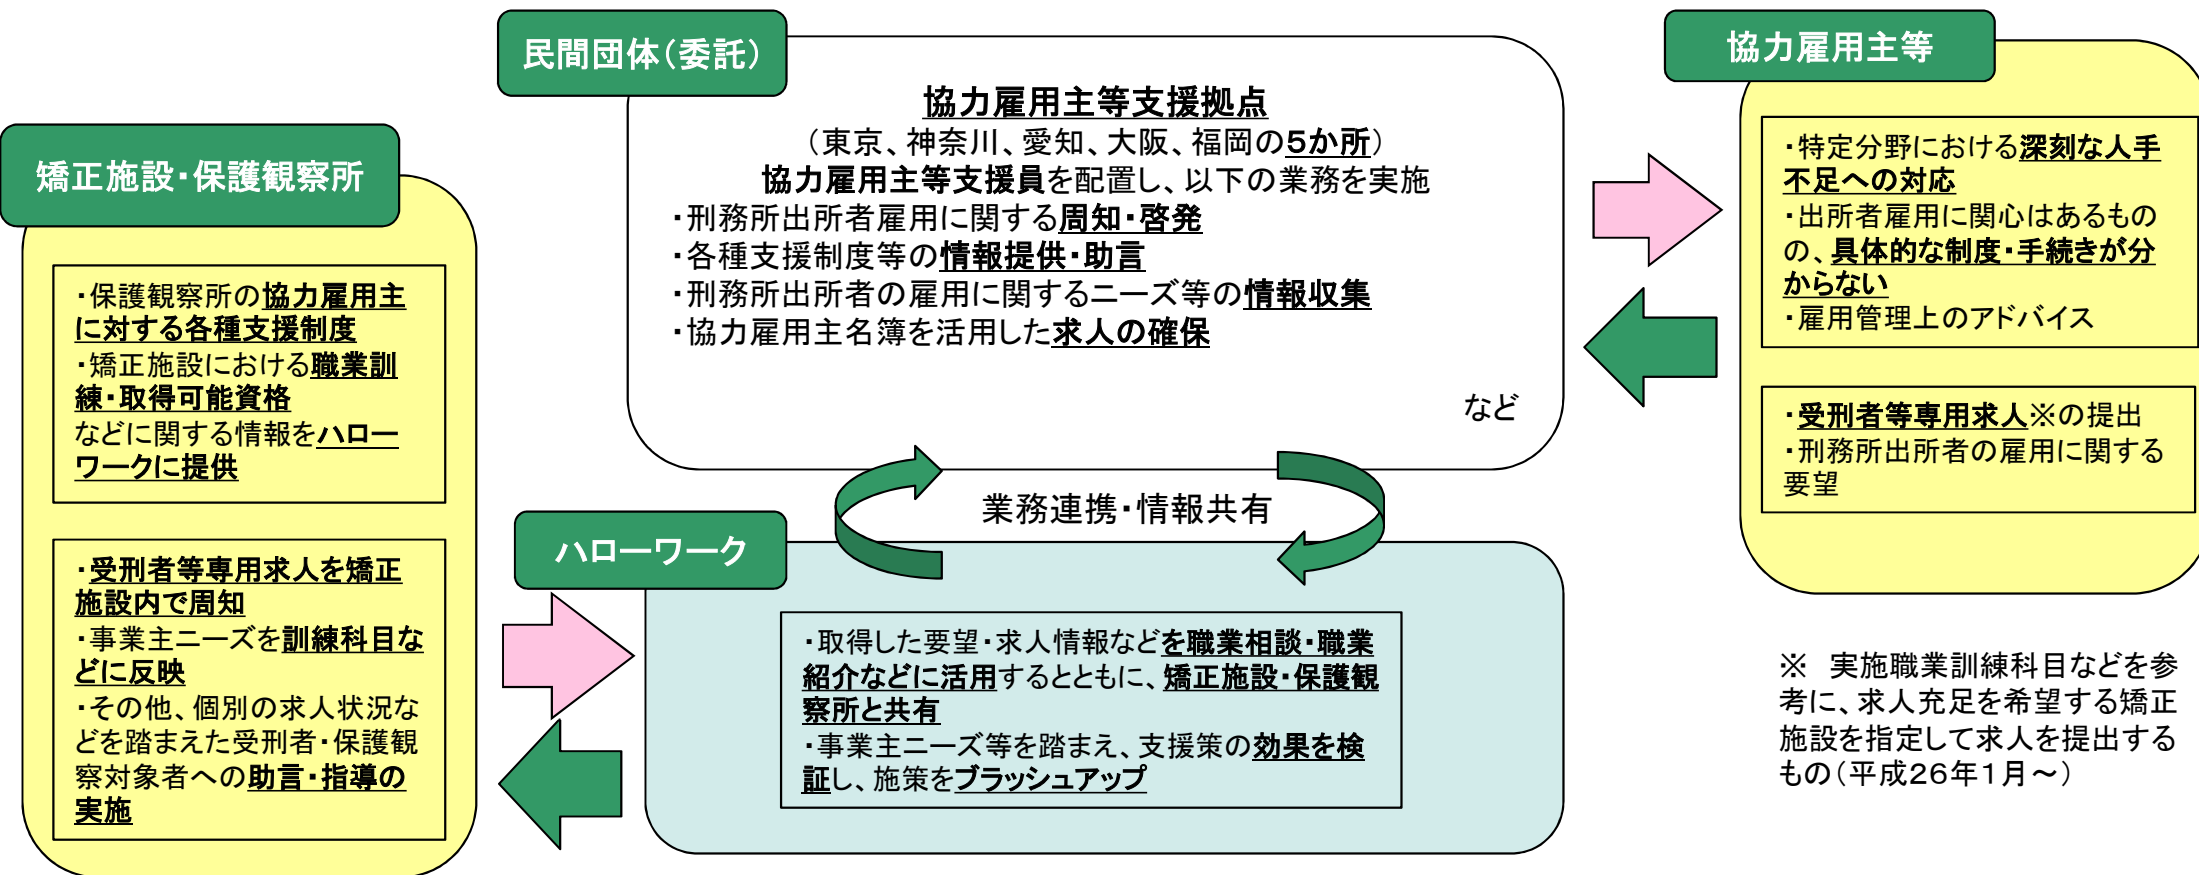 民間団体（委託）
協力雇用主等支援拠点
（東京、神奈川、愛知、大阪、福岡の５か所）
協力雇用主等支援員を配置し、以下の業務を実施
・刑務所出所者雇用に関する周知・啓発
・各種支援制度等の情報提供・助言
・刑務所出所者の雇用に関するニーズ等の情報収集
・協力雇用主名簿を活用した求人の確保
など
協力雇用主等
・特定分野における深刻な人手
不足への対応
・出所者雇用に関心はあるもの
の、具体的な制度・手続きが分
からない
・雇用管理上のアドバイス
・受刑者等専用求人※の提出
・刑務所出所者の雇用に関する
要望
矯正施設・保護観察所
・保護観察所の協力雇用主
に対する各種支援制度
・矯正施設における職業訓
練・取得可能資格
などに関する情報をハロー
ワークに提供
・受刑者等専用求人を矯正
施設内で周知
・事業主ニーズを訓練科目な
どに反映
・その他、個別の求人状況な
どを踏まえた受刑者・保護観
察対象者への助言・指導の
実施
業務連携・情報共有
ハローワーク
・取得した要望・求人情報などを職業相談・職業
紹介などに活用するとともに、矯正施設・保護観
察所と共有
・事業主ニーズ等を踏まえ、支援策の効果を検
証し、施策をブラッシュアップ
※　実施職業訓練科目などを参
考に、求人充足を希望する矯正
施設を指定して求人を提出する
もの（平成２６年１月～）